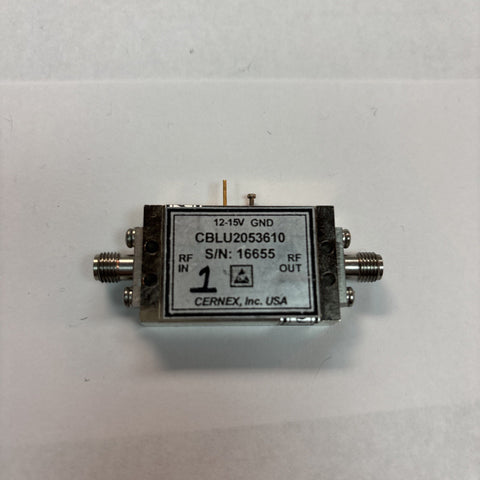 12-15V GND
CBLU2053610
S/N: 16655
RF IN
1
RF OUT
CERNEX, Inc. USA